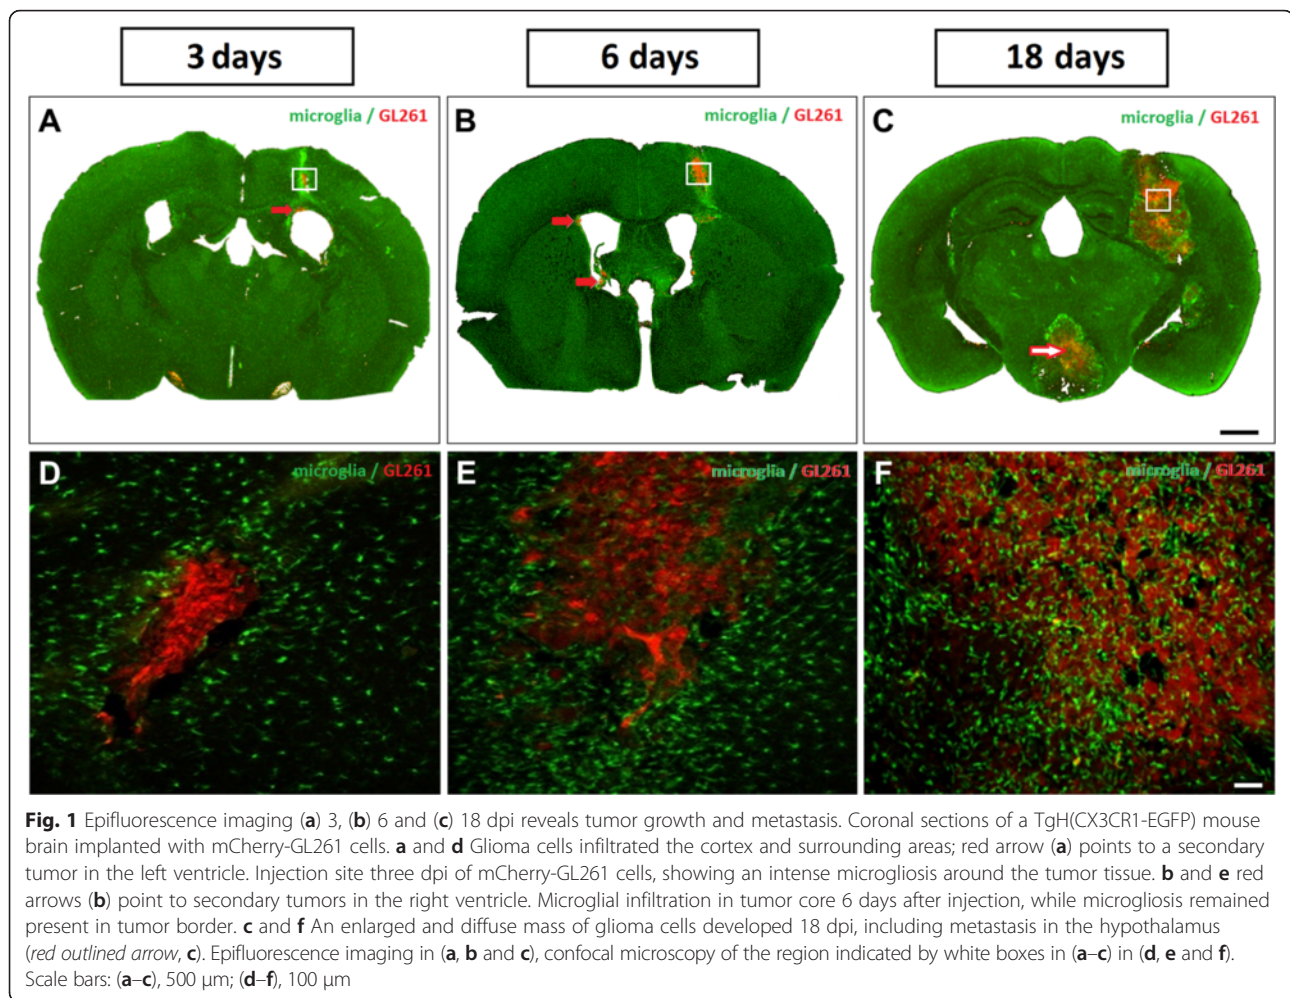 3 days
6 days
18 days
A
microglia / GL261
B
microglia / GL261
C
microglia / GL261
D
microglia / GL261
E
microglia / GL261
F
microglia / GL261
Fig. 1 Epifluorescence imaging (a) 3, (b) 6 and (c) 18 dpi reveals tumor growth and metastasis. Coronal sections of a TgH(CX3CR1-EGFP) mouse
brain implanted with mCherry-GL261 cells. a and d Glioma cells infiltrated the cortex and surrounding areas; red arrow (a) points to a secondary
tumor in the left ventricle. Injection site three dpi of mCherry-GL261 cells, showing an intense microgliosis around the tumor tissue. b and e red
arrows (b) point to secondary tumors in the right ventricle. Microglial infiltration in tumor core 6 days after injection, while microgliosis remained
present in tumor border. c and f An enlarged and diffuse mass of glioma cells developed 18 dpi, including metastasis in the hypothalamus
(red outlined arrow, c). Epifluorescence imaging in (a, b and c), confocal microscopy of the region indicated by white boxes in (a–c) in (d, e and f).
Scale bars: (a–c), 500 μm; (d–f), 100 μm